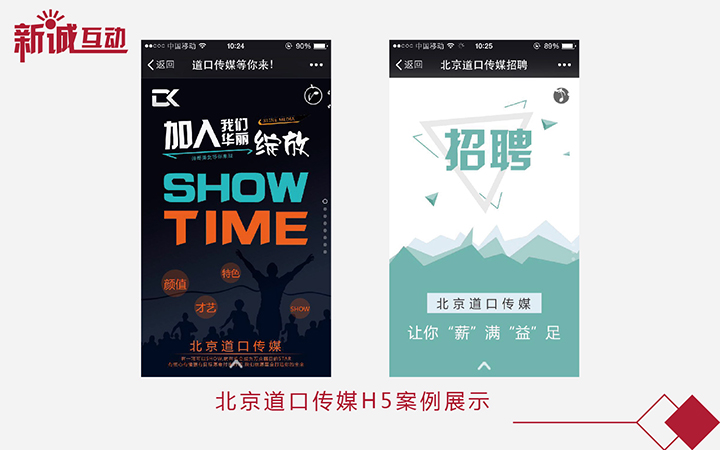 新诚互动
中国移动 10:24 90%
返回 道口传媒等你来!
DK
加入我们
华丽绽放
SHOW
TIME
颜值
特色
才艺
SHOW
北京道口传媒
中国移动 10:25 89%
返回 北京道口传媒招聘
招聘
北京道口传媒
让你“薪”满“益”足
北京道口传媒H5案例展示